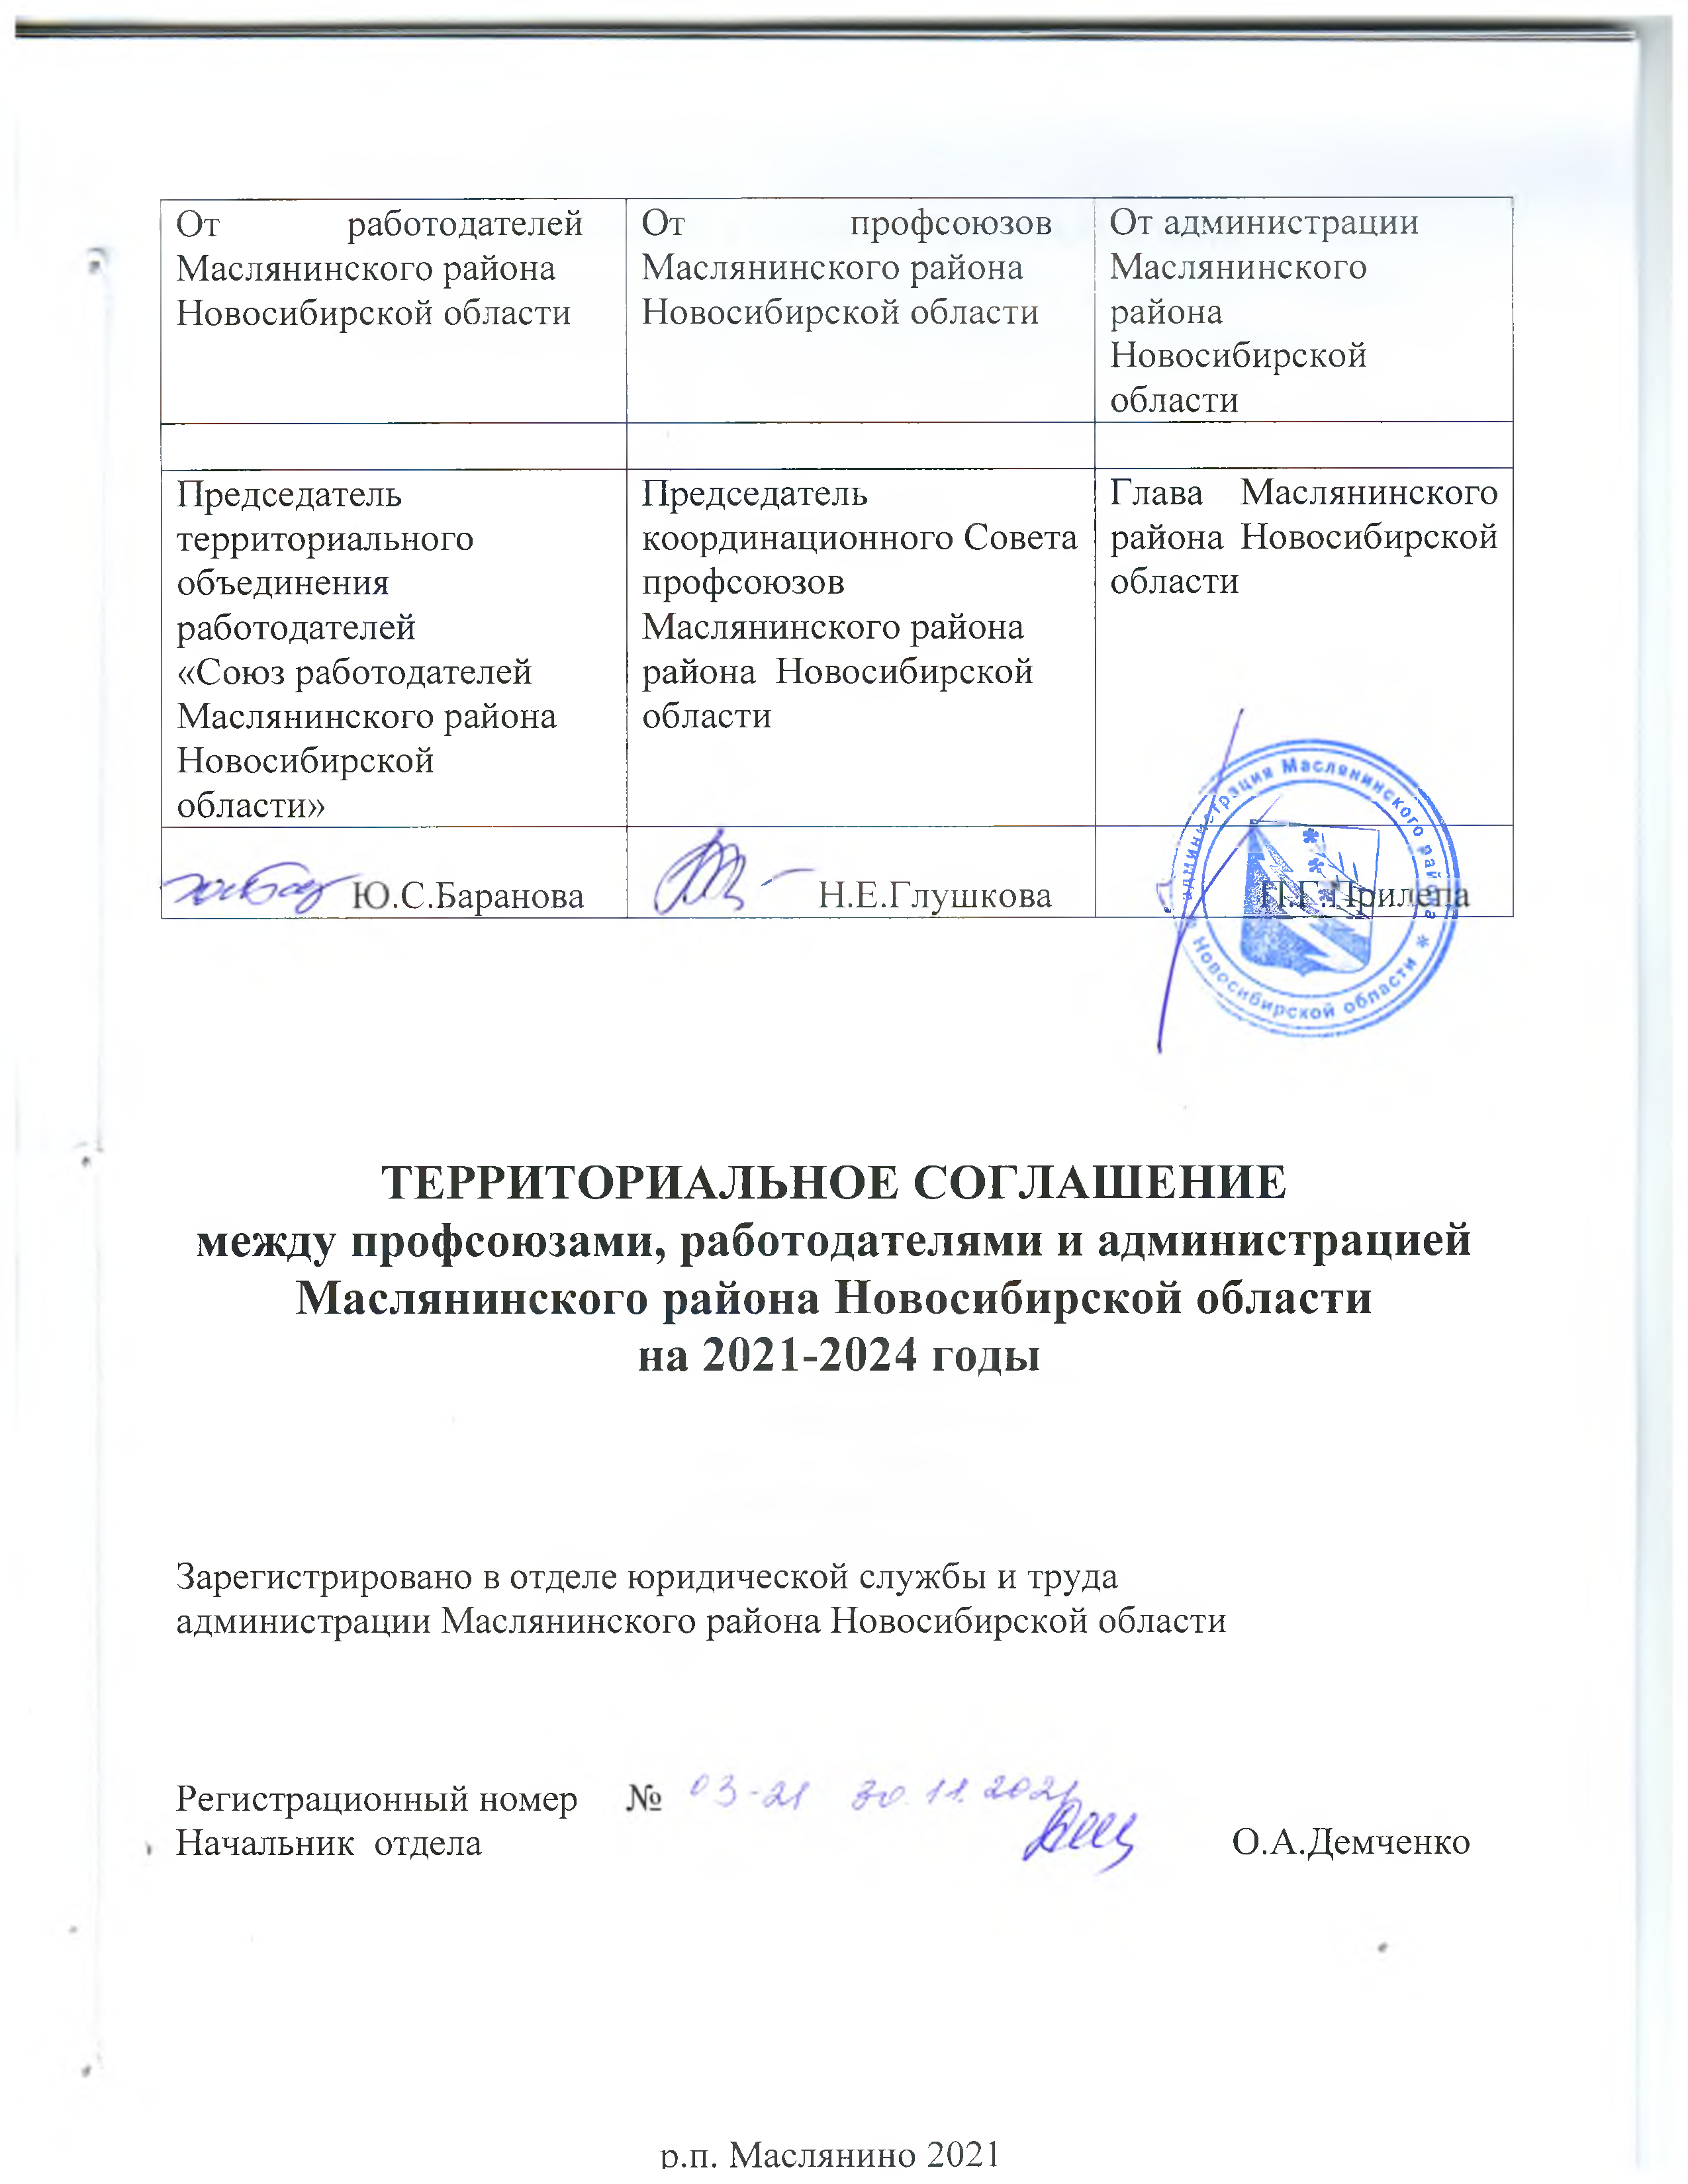 От работодателей
Маслянинского района
Новосибирской области
От профсоюзов
Маслянинского района
Новосибирской области
От администрации
Маслянинского
района
Новосибирской
области
Председатель
территориального
объединения
работодателей
«Союз работодателей
Маслянинского района
Новосибирской
области»
Председатель
координационного Совета
профсоюзов
Маслянинского района
района Новосибирской
области
Глава Маслянинского
района Новосибирской
области
Ю.С.Баранова
Н.Е.Глушкова
П.Г.Прилепа
администрация Маслянинского района * Новосибирской области *
ТЕРРИТОРИАЛЬНОЕ СОГЛАШЕНИЕ
между профсоюзами, работодателями и администрацией
Маслянинского района Новосибирской области
на 2021-2024 годы
Зарегистрировано в отделе юридической службы и труда
администрации Маслянинского района Новосибирской области
Регистрационный номер № 03-21 30.11.2021
Начальник отдела О.А.Демченко
р.п. Маслянино 2021